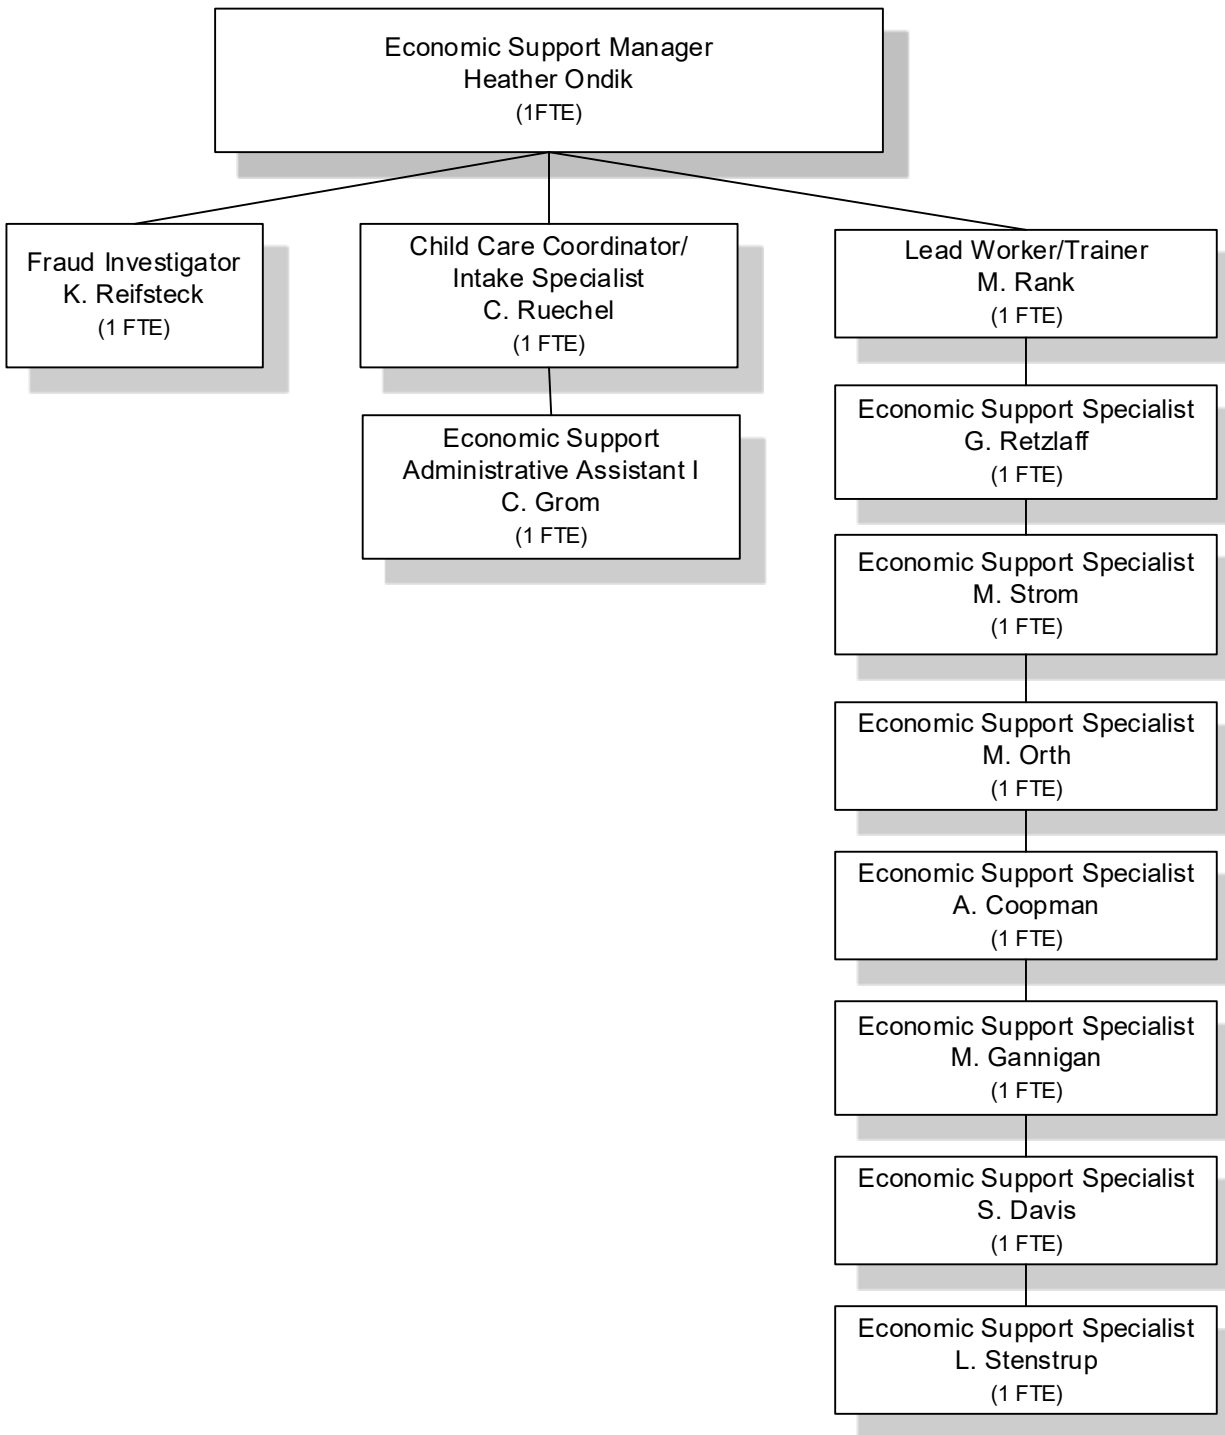 Economic Support Manager
Heather Ondik
(1FTE)
Fraud Investigator
K. Reifsteck
(1 FTE)
Child Care Coordinator/
Intake Specialist
C. Ruechel
(1 FTE)
Economic Support
Administrative Assistant I
C. Grom
(1 FTE)
Lead Worker/Trainer
M. Rank
(1 FTE)
Economic Support Specialist
G. Retzlaff
(1 FTE)
Economic Support Specialist
M. Strom
(1 FTE)
Economic Support Specialist
M. Orth
(1 FTE)
Economic Support Specialist
A. Coopman
(1 FTE)
Economic Support Specialist
M. Gannigan
(1 FTE)
Economic Support Specialist
S. Davis
(1 FTE)
Economic Support Specialist
L. Stenstrup
(1 FTE)